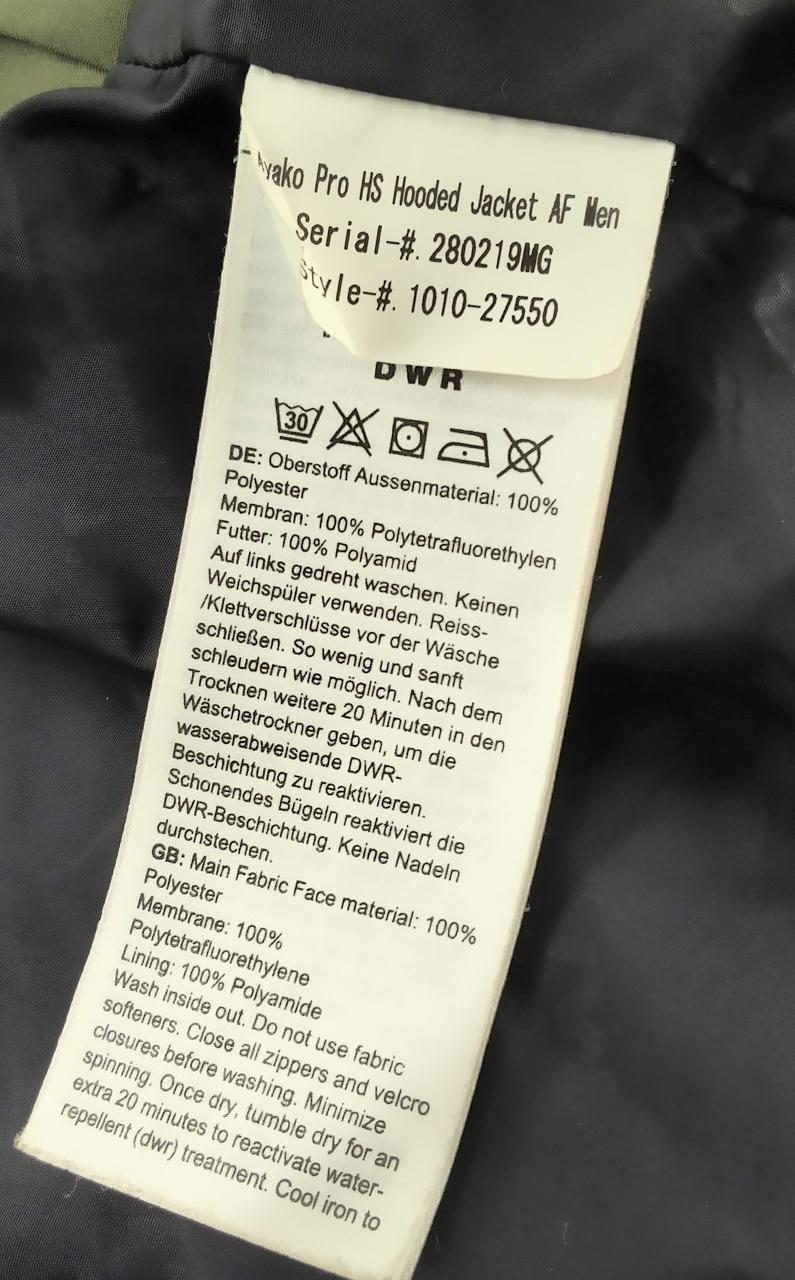 Ayako Pro HS Hooded Jacket AF Men
Serial-#. 280219MG
Style-#. 1010-27550
DWR
30
DE: Oberstoff Aussenmaterial: 100%
Polyester
Membran: 100% Polytetrafluorethylen
Futter: 100% Polyamid
Auf links gedreht waschen. Keinen
Weichspüler verwenden. Reiss-
/Klettverschlüsse vor der Wäsche
schließen. So wenig und sanft
schleudern wie möglich. Nach dem
Trocknen weitere 20 Minuten in den
Wäschetrockner geben, um die
wasserabweisende DWR-
Beschichtung zu reaktivieren.
Schonendes Bügeln reaktiviert die
DWR-Beschichtung. Keine Nadeln
durchstechen.
GB: Main Fabric Face material: 100%
Polyester
Membrane: 100%
Polytetrafluorethylene
Lining: 100% Polyamide
Wash inside out. Do not use fabric
softeners. Close all zippers and velcro
closures before washing. Minimize
spinning. Once dry, tumble dry for an
extra 20 minutes to reactivate water-
repellent (dwr) treatment. Cool iron to